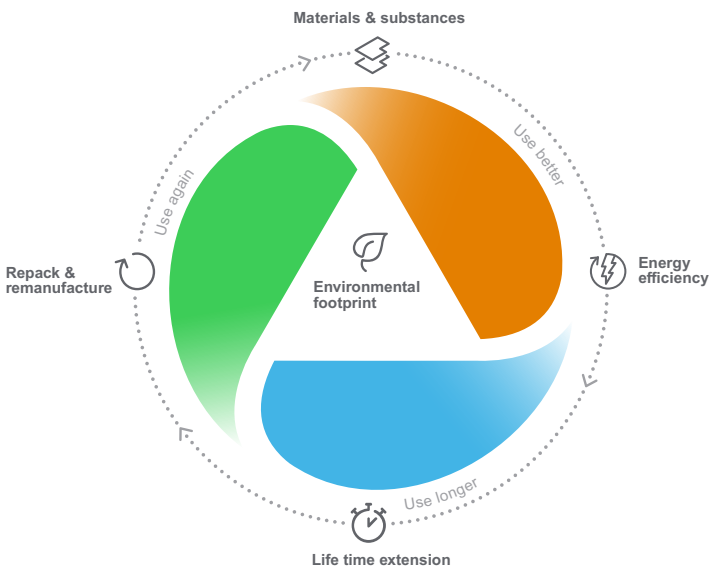 Materials & substances
Use better
Use again
Environmental
footprint
Repack &
remanufacture
Energy
efficiency
Use longer
Life time extension